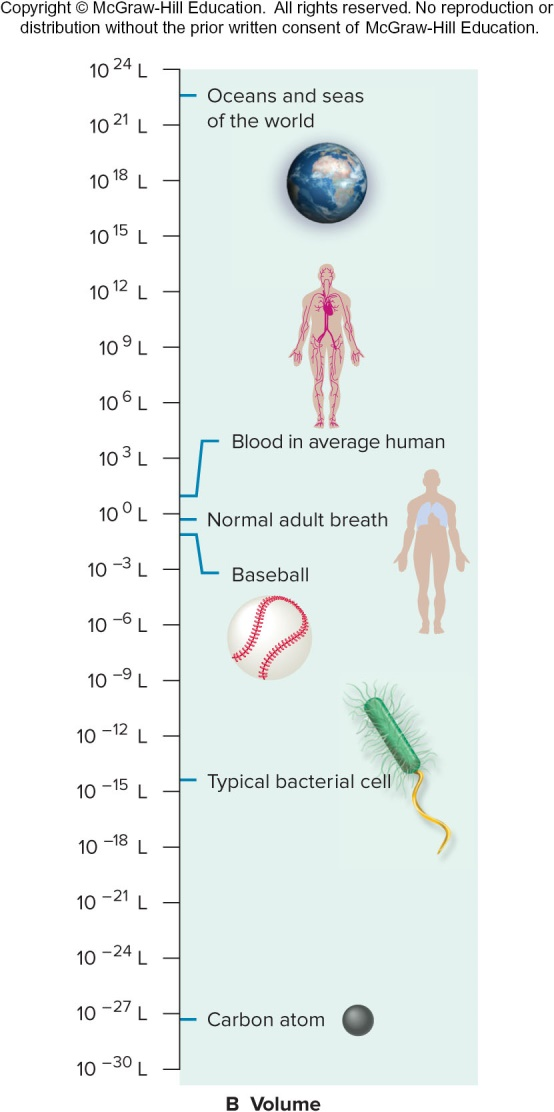 Copyright © McGraw-Hill Education. All rights reserved. No reproduction or
distribution without the prior written consent of McGraw-Hill Education.
10 24 L
Oceans and seas
of the world
10 21 L
10 18 L
10 15 L
10 12 L
10 9 L
10 6 L
Blood in average human
10 3 L
10 0 L
Normal adult breath
10 –3 L
Baseball
10 –6 L
10 –9 L
10 –12 L
Typical bacterial cell
10 –15 L
10 –18 L
10 –21 L
10 –24 L
10 –27 L
Carbon atom
10 –30 L
B Volume